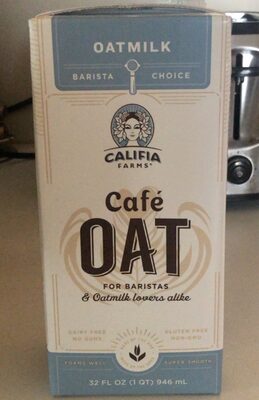 OATMILK
BARISTA CHOICE
CALIFIA
FARMS®
Café
OAT
FOR BARISTAS
& Oatmilk lovers alike
DAIRY FREE GLUTEN FREE
NO GUMS NON-GMO
FOAMS WELL SUPER SMOOTH
32 FL OZ (1 QT) 946 mL